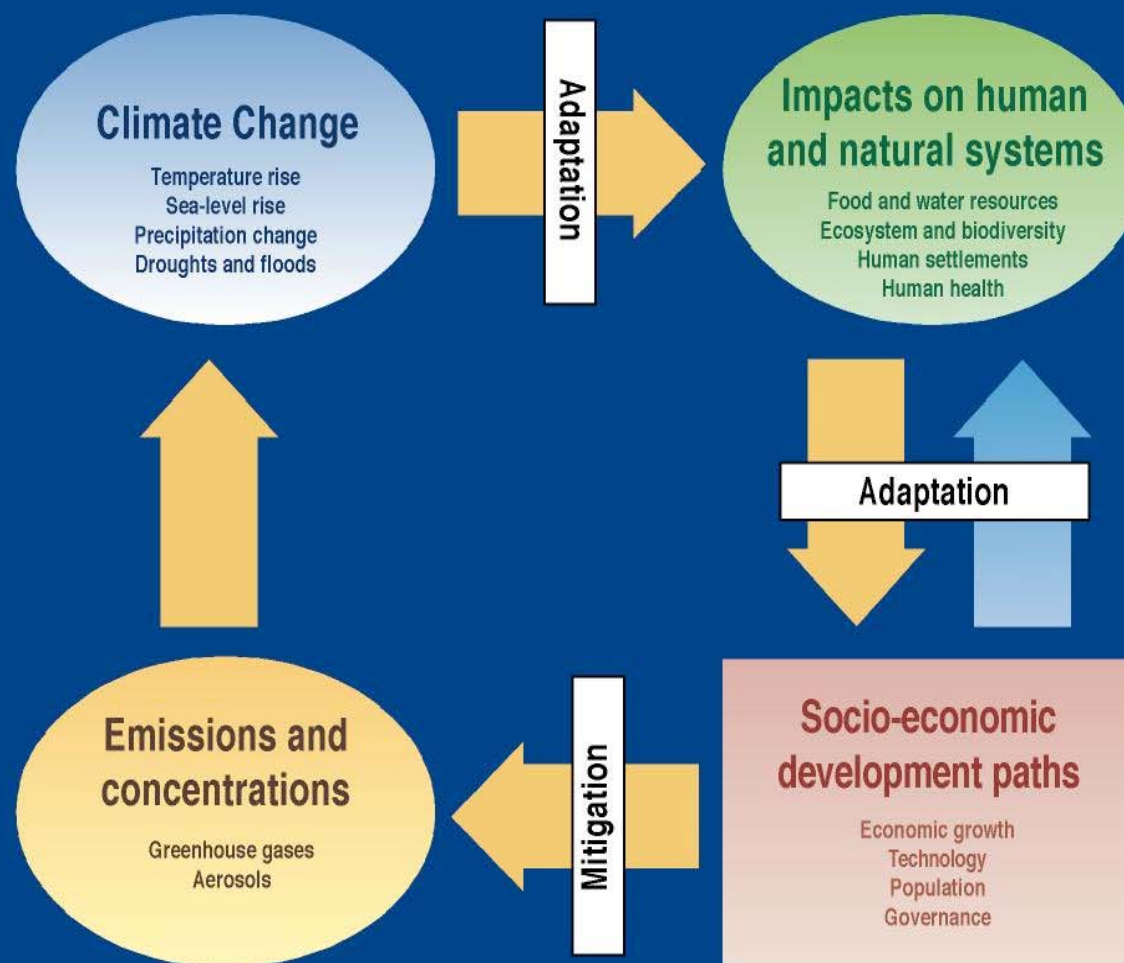 Climate Change
Temperature rise
Sea-level rise
Precipitation change
Droughts and floods
Adaptation
Impacts on human
and natural systems
Food and water resources
Ecosystem and biodiversity
Human settlements
Human health
Adaptation
Emissions and
concentrations
Greenhouse gases
Aerosols
Mitigation
Socio-economic
development paths
Economic growth
Technology
Population
Governance